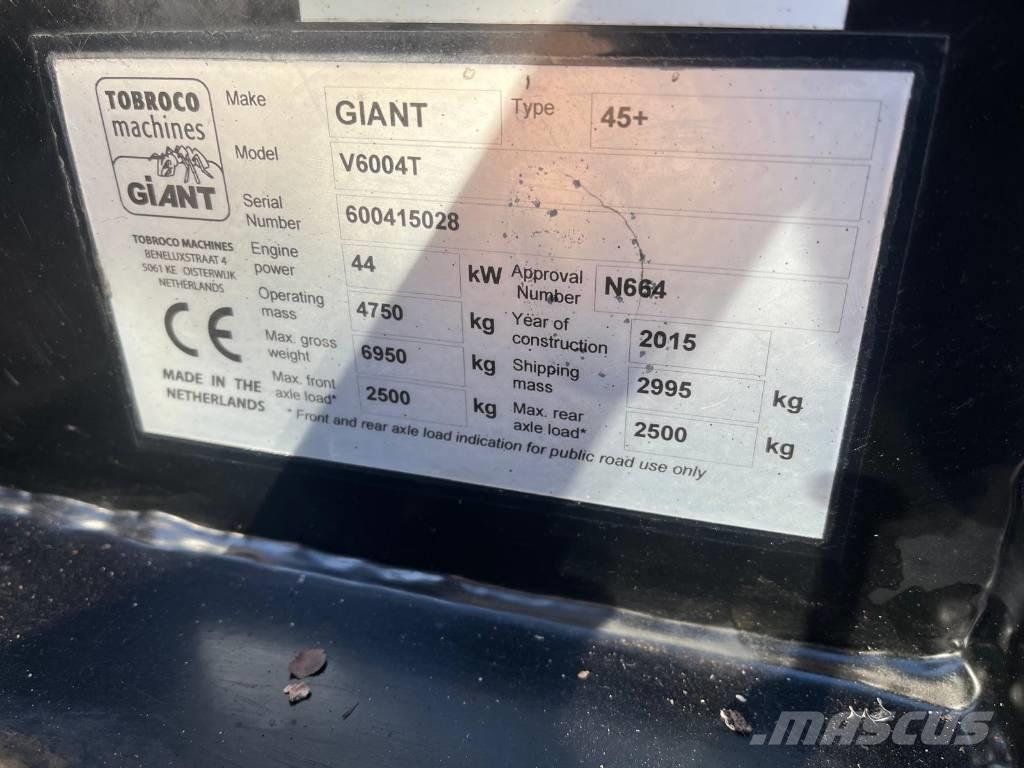 TOBROCO
machines
GiANT
TOBROCO MACHINES
BENELUXSTRAAT 4
5061 KE OISTERWIJK
NETHERLANDS
CE
MADE IN THE
NETHERLANDS
Make GIANT Type 45+
Model V6004T
Serial
Number 600415028
Engine
power 44 kW Approval
Number N664
Operating
mass 4750 kg Year of
construction 2015
Max. gross
weight 6950 kg Shipping
mass 2995 kg
Max. front
axle load* 2500 kg Max. rear
axle load* 2500 kg
* Front and rear axle load indication for public road use only
MASCUS